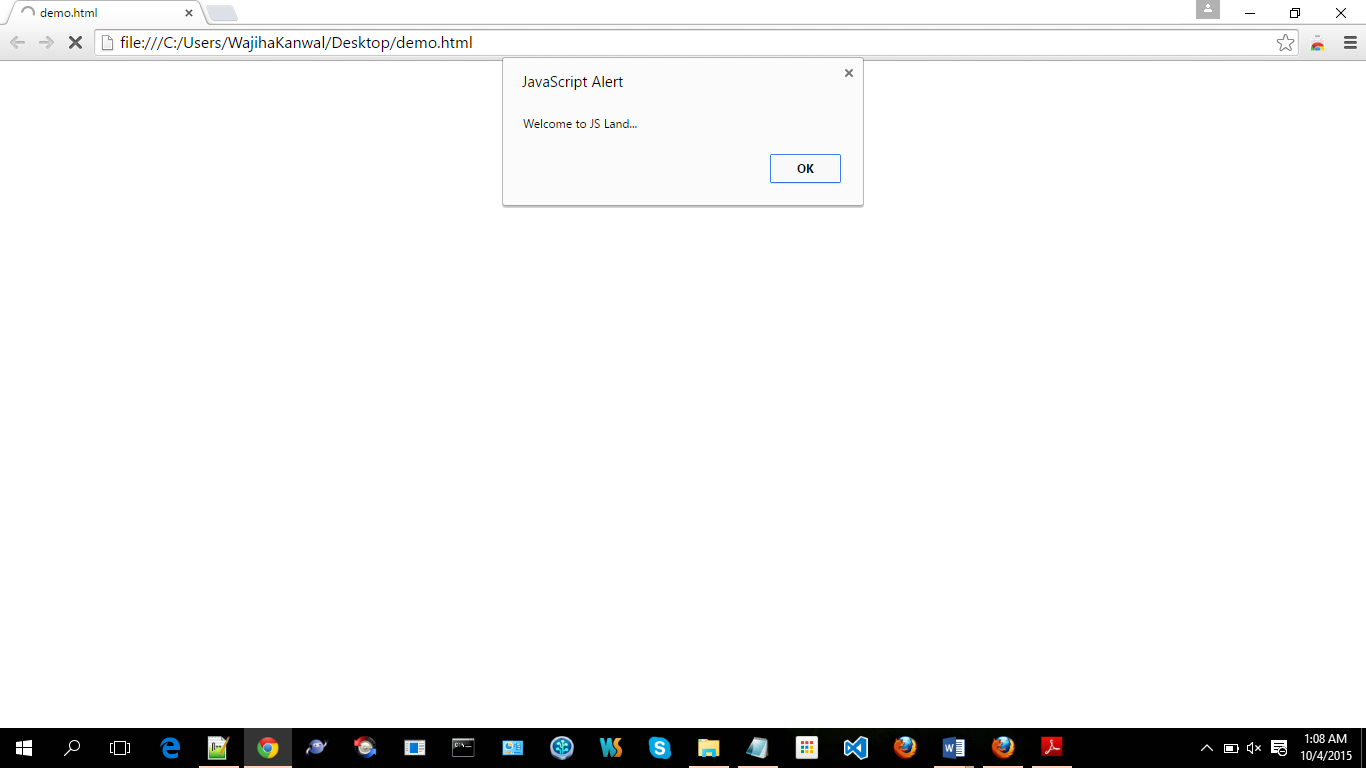 demo.html
file:///C:/Users/WajihaKanwal/Desktop/demo.html
JavaScript Alert
Welcome to JS Land...
OK
1:08 AM
10/4/2015